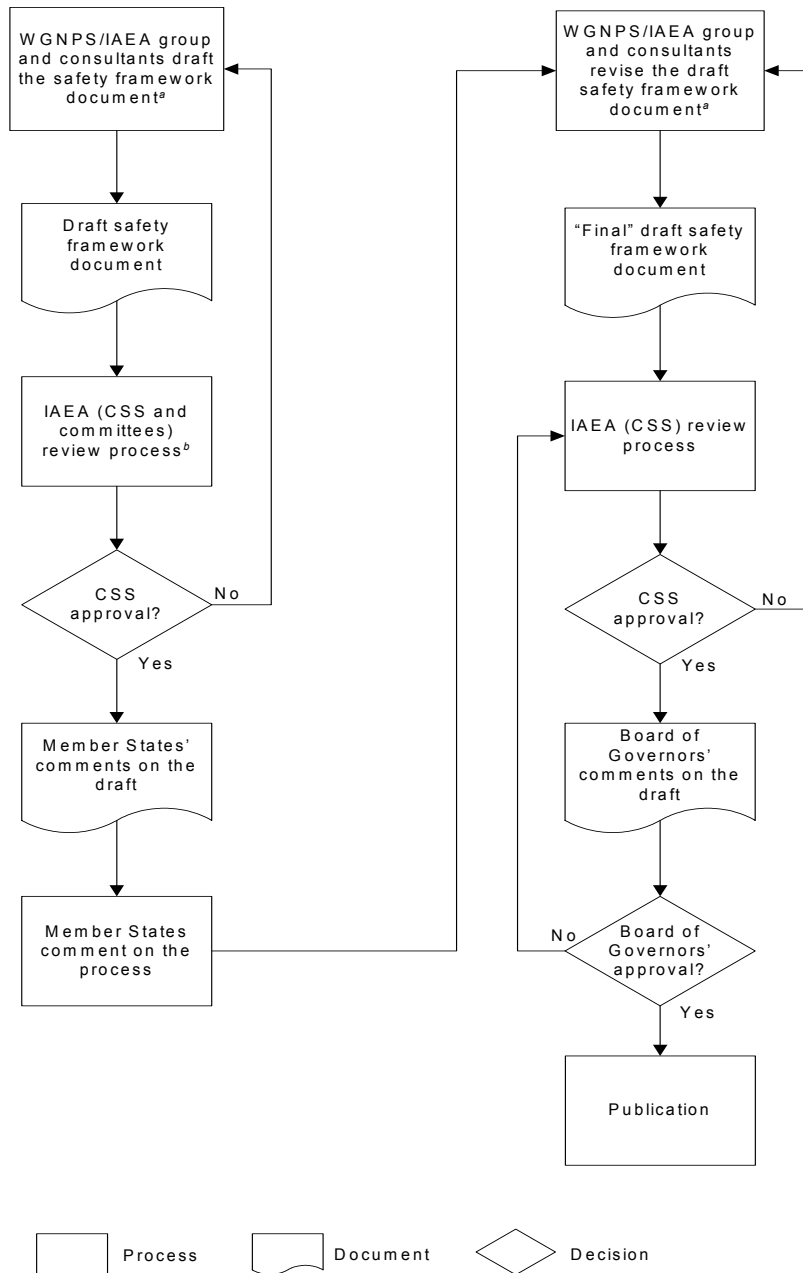 WGNPS/IAEA group
and consultants draft
the safety framework
documentᵃ
Draft safety
framework
document
IAEA (CSS and
committees)
review processᵇ
CSS
approval?
No
Yes
Member States’
comments on the
draft
Member States
comment on the
process
WGNPS/IAEA group
and consultants
revise the draft
safety framework
documentᵃ
“Final” draft safety
framework
document
IAEA (CSS) review
process
CSS
approval?
No
Yes
Board of
Governors’
comments on the
draft
No
Board of
Governors’
approval?
Yes
Publication
Process
Document
Decision